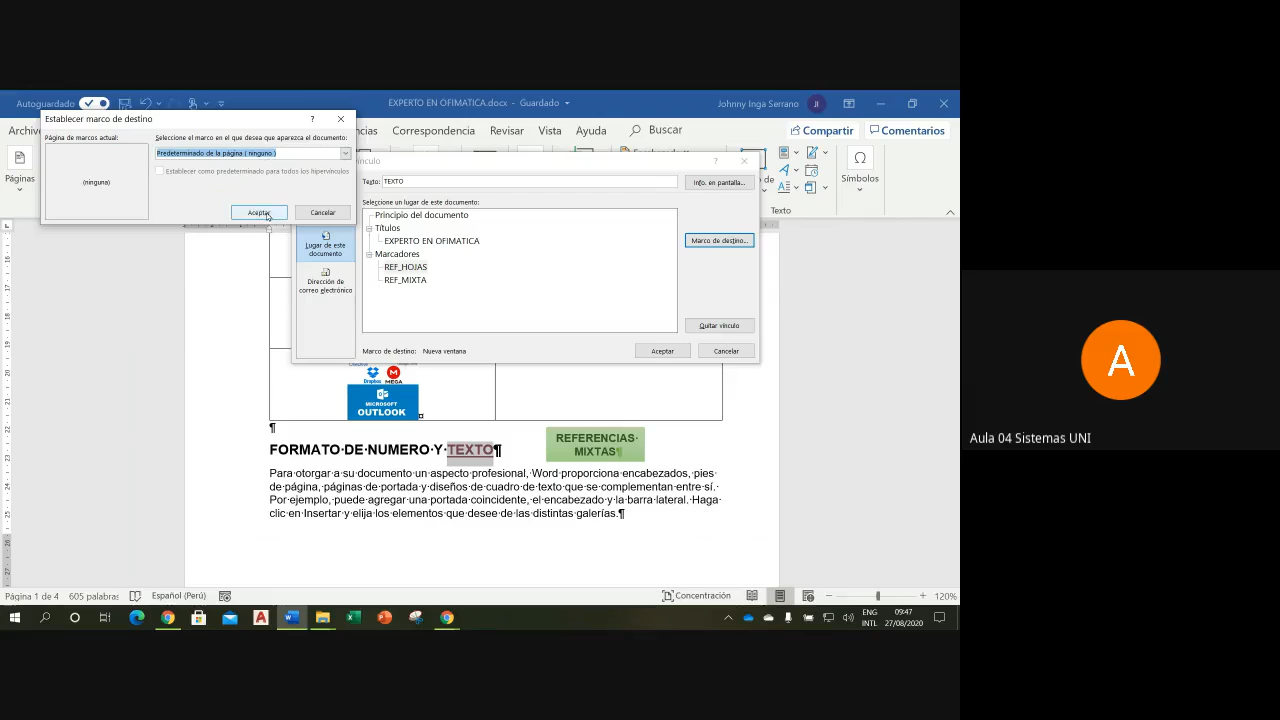 Autoguardado
EXPERTO EN OFIMATICA.docx - Guardado
Johnny Inga Serrano
JI
Establecer marco de destino
?
Archiv
cias
Correspondencia
Revisar
Vista
Ayuda
Buscar
Compartir
Comentarios
Página de marcos actual:
Seleccione el marco en el que desea que aparezca el documento:
Predeterminado de la página ( ninguno )
Establecer como predeterminado para todos los hipervínculos
(ninguna)
Aceptar
Cancelar
Páginas
vínculo
?
Texto: TEXTO
Info. en pantalla...
Seleccione un lugar de este documento:
Principio del documento
Títulos
EXPERTO EN OFIMATICA
Marcadores
REF_HOJAS
REF_MIXTA
Marco de destino...
Lugar de este
documento
Dirección de
correo electrónico
Quitar vínculo
Marco de destino: Nueva ventana
Aceptar
Cancelar
de
Texto
Símbolos
Dropbox
MEGA
MICROSOFT
OUTLOOK
FORMATO·DE·NUMERO·Y·TEXTO¶
REFERENCIAS·
MIXTAS¶
Para·otorgar·a·su·documento·un·aspecto·profesional,·Word·proporciona·encabezados,·pies·
de·página,·páginas·de·portada·y·diseños·de·cuadro·de·texto·que·se·complementan·entre·sí.·
Por·ejemplo,·puede·agregar·una·portada·coincidente,·el·encabezado·y·la·barra·lateral.·Haga·
clic·en·Insertar·y·elija·los·elementos·que·desee·de·las·distintas·galerías.¶
Página 1 de 4
605 palabras
Español (Perú)
Concentración
120%
ENG
INTL
09:47
27/08/2020
A
Aula 04 Sistemas UNI